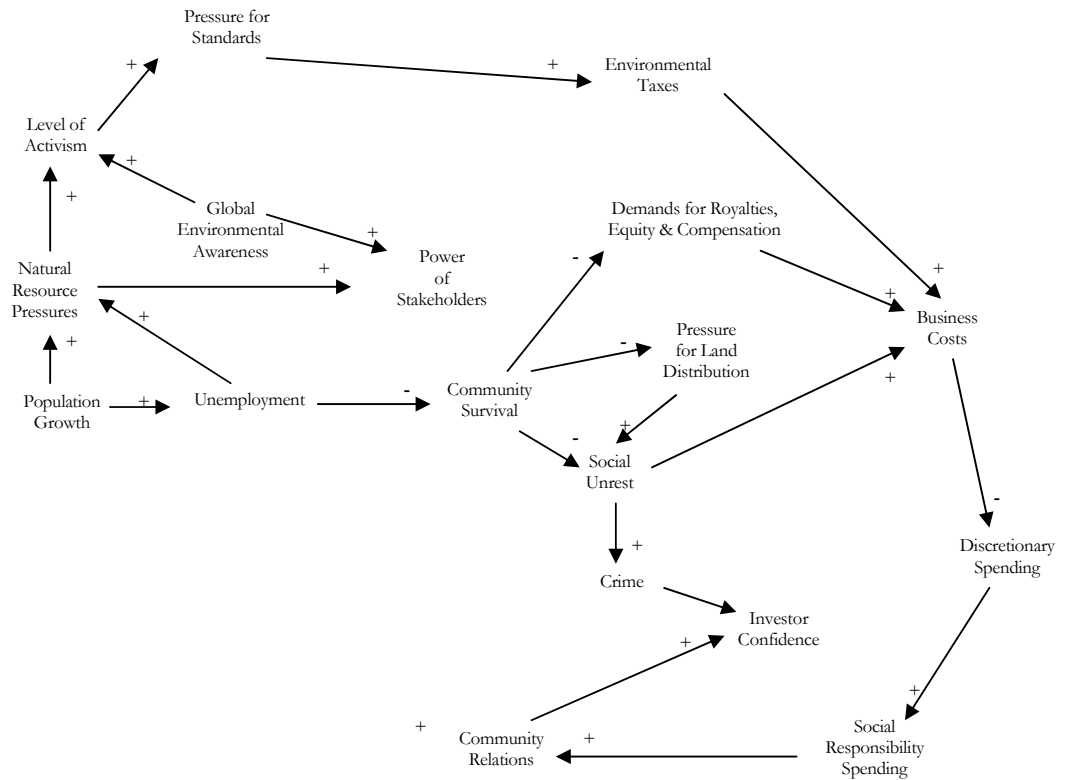 Pressure for
Standards
+
+
Environmental
Taxes
Level of
Activism
+
+
Global
Environmental
Awareness
+
Demands for Royalties,
Equity & Compensation
-
Power
of
Stakeholders
+
Natural
Resource
Pressures
+
+
+
Business
Costs
+
+
Pressure
for Land
Distribution
-
Population
Growth
+
Unemployment
-
Community
Survival
+
-
Social
Unrest
-
Discretionary
Spending
+
Crime
Investor
Confidence
+
+
Social
Responsibility
Spending
+
Community
Relations
+